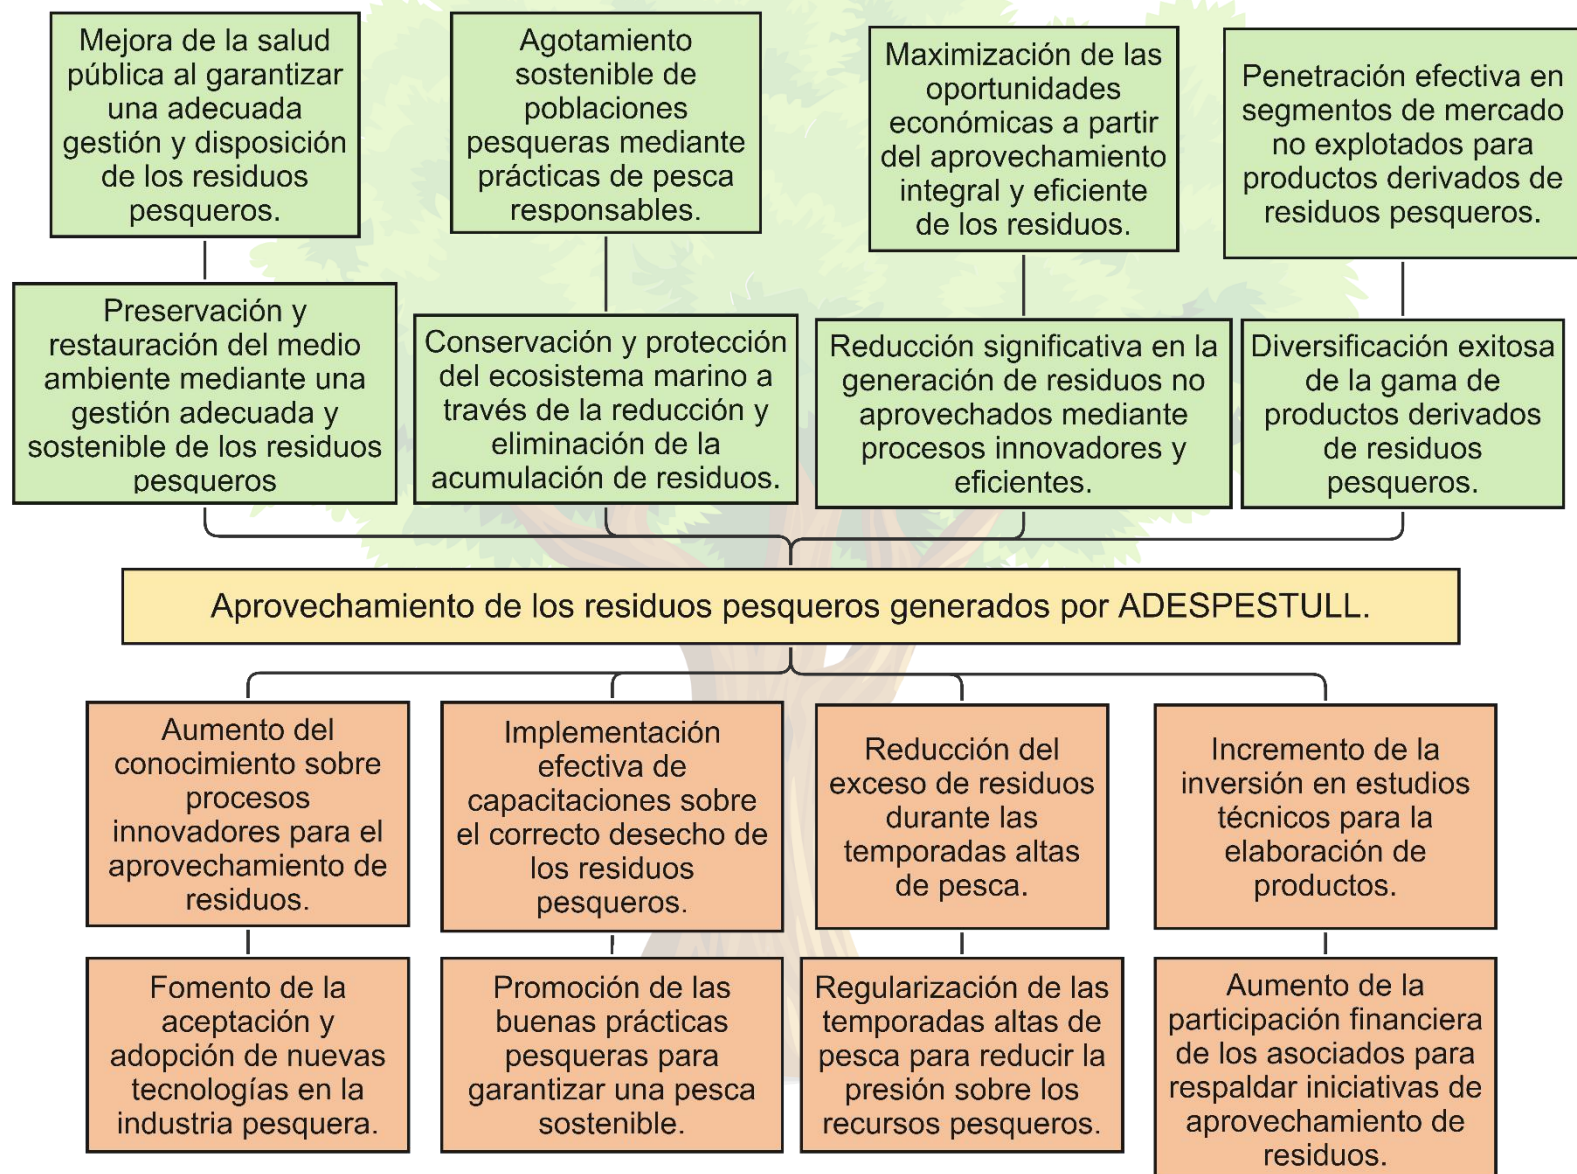 Mejora de la salud
pública al garantizar
una adecuada
gestión y disposición
de los residuos
pesqueros.
Agotamiento
sostenible de
poblaciones
pesqueras mediante
prácticas de pesca
responsables.
Maximización de las
oportunidades
económicas a partir
del aprovechamiento
integral y eficiente
de los residuos.
Penetración efectiva en
segmentos de mercado
no explotados para
productos derivados de
residuos pesqueros.
Preservación y
restauración del medio
ambiente mediante una
gestión adecuada y
sostenible de los residuos
pesqueros
Conservación y protección
del ecosistema marino a
través de la reducción y
eliminación de la
acumulación de residuos.
Reducción significativa en la
generación de residuos no
aprovechados mediante
procesos innovadores y
eficientes.
Diversificación exitosa
de la gama de
productos derivados
de residuos
pesqueros.
Aprovechamiento de los residuos pesqueros generados por ADESPESTULL.
Aumento del
conocimiento sobre
procesos
innovadores para el
aprovechamiento de
residuos.
Implementación
efectiva de
capacitaciones sobre
el correcto desecho de
los residuos
pesqueros.
Reducción del
exceso de residuos
durante las
temporadas altas
de pesca.
Incremento de la
inversión en estudios
técnicos para la
elaboración de
productos.
Fomento de la
aceptación y
adopción de nuevas
tecnologías en la
industria pesquera.
Promoción de las
buenas prácticas
pesqueras para
garantizar una pesca
sostenible.
Regularización de las
temporadas altas de
pesca para reducir la
presión sobre los
recursos pesqueros.
Aumento de la
participación financiera
de los asociados para
respaldar iniciativas de
aprovechamiento de
residuos.